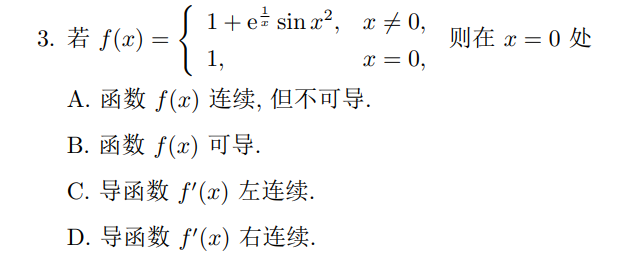 3. 若 f(x) = { 1 + e^{1/x} sin x², x ≠ 0, 则在 x = 0 处
1, x = 0,
A. 函数 f(x) 连续, 但不可导.
B. 函数 f(x) 可导.
C. 导函数 f′(x) 左连续.
D. 导函数 f′(x) 右连续.